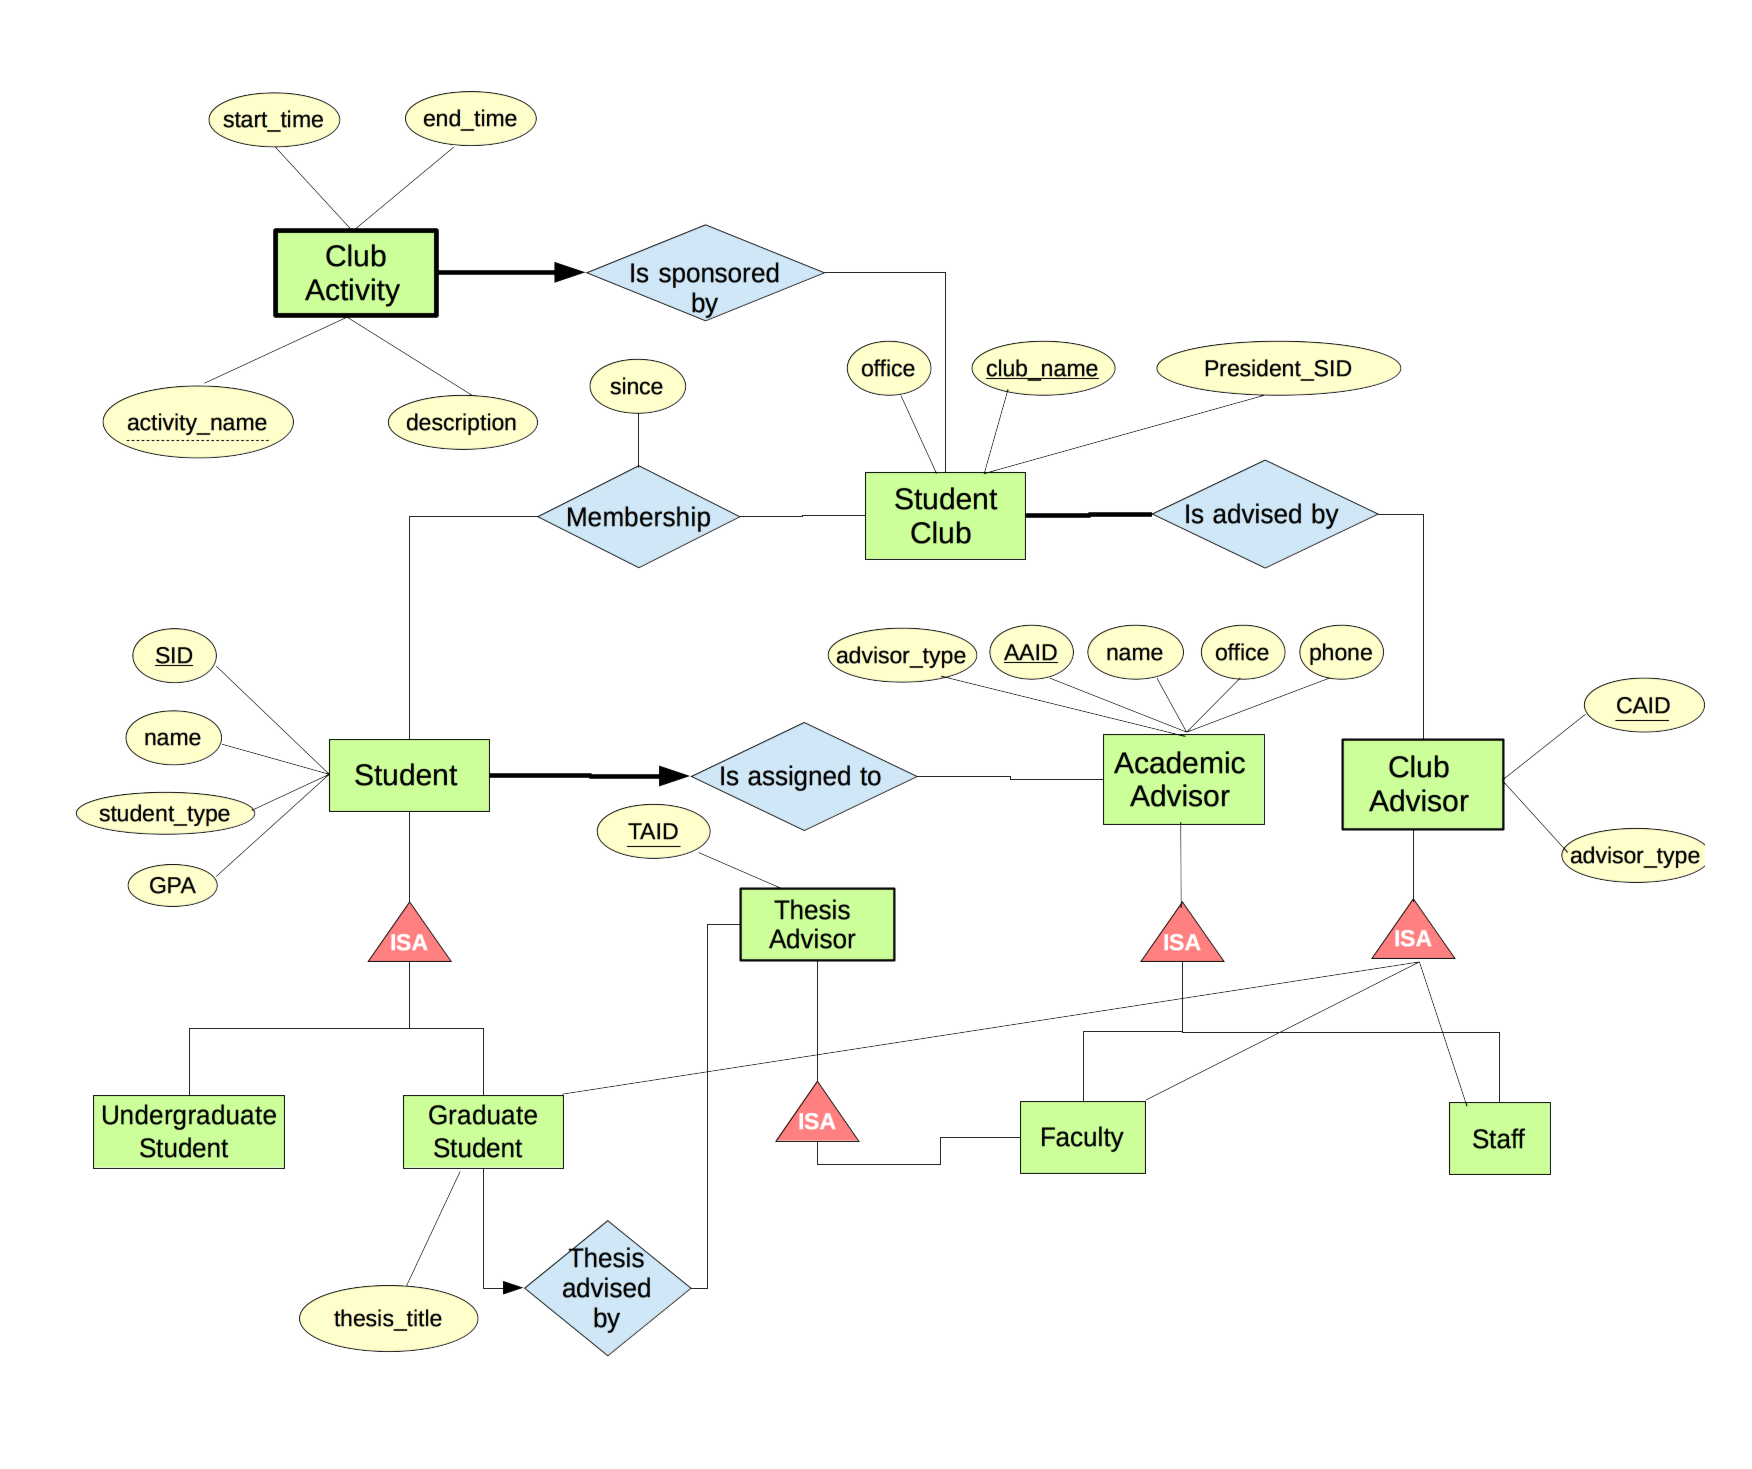 start_time
end_time
Club
Activity
Is sponsored
by
activity_name
description
since
office
club_name
President_SID
Membership
Student
Club
Is advised by
SID
name
student_type
GPA
Student
Is assigned to
advisor_type
AAID
name
office
phone
Academic
Advisor
Club
Advisor
CAID
advisor_type
TAID
Thesis
Advisor
ISA
ISA
ISA
ISA
Undergraduate
Student
Graduate
Student
Faculty
Staff
Thesis
advised
by
thesis_title